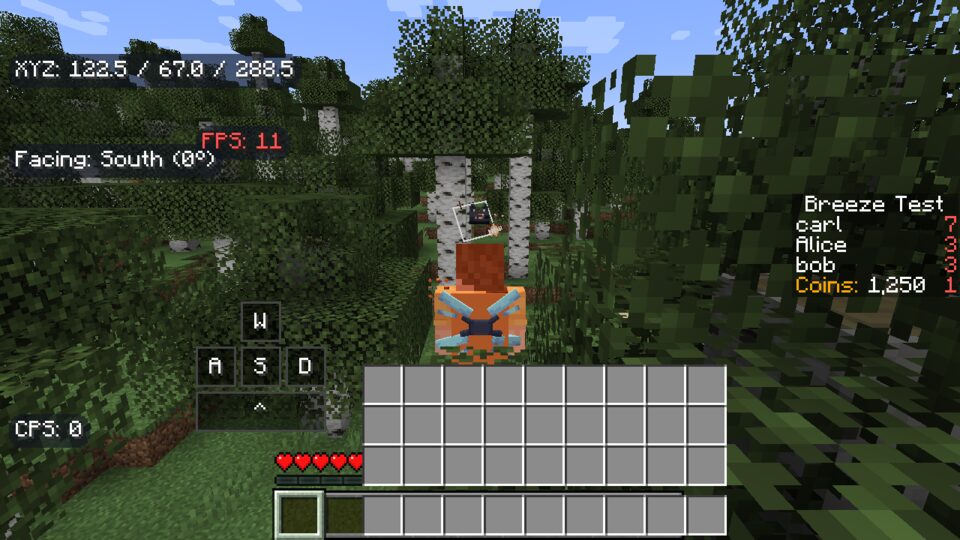 XYZ: 122.5 / 67.0 / 288.5
FPS: 11
Facing: South (0°)
Breeze Test
carl 7
Alice 3
bob 3
Coins: 1,250 1
W
A S D
^
CPS: 0